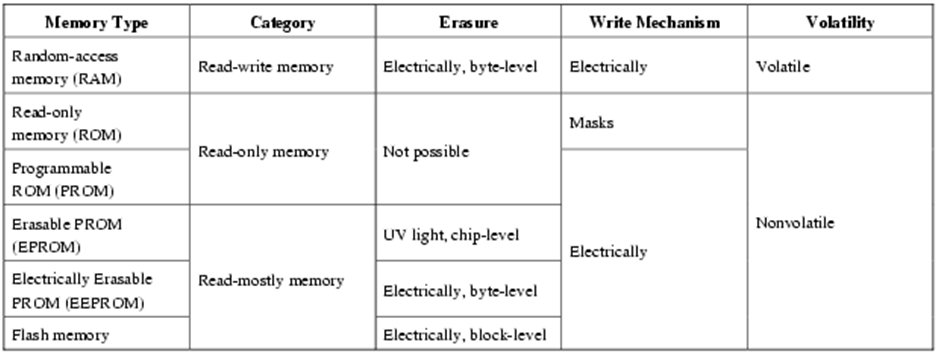 Memory Type Category Erasure Write Mechanism Volatility
Random-access
memory (RAM)
Read-write memory
Electrically, byte-level
Electrically
Volatile
Read-only
memory (ROM)
Read-only memory
Not possible
Masks
Nonvolatile
Programmable
ROM (PROM)
Electrically
Erasable PROM
(EPROM)
Read-mostly memory
UV light, chip-level
Electrically Erasable
PROM (EEPROM)
Electrically, byte-level
Flash memory
Electrically, block-level